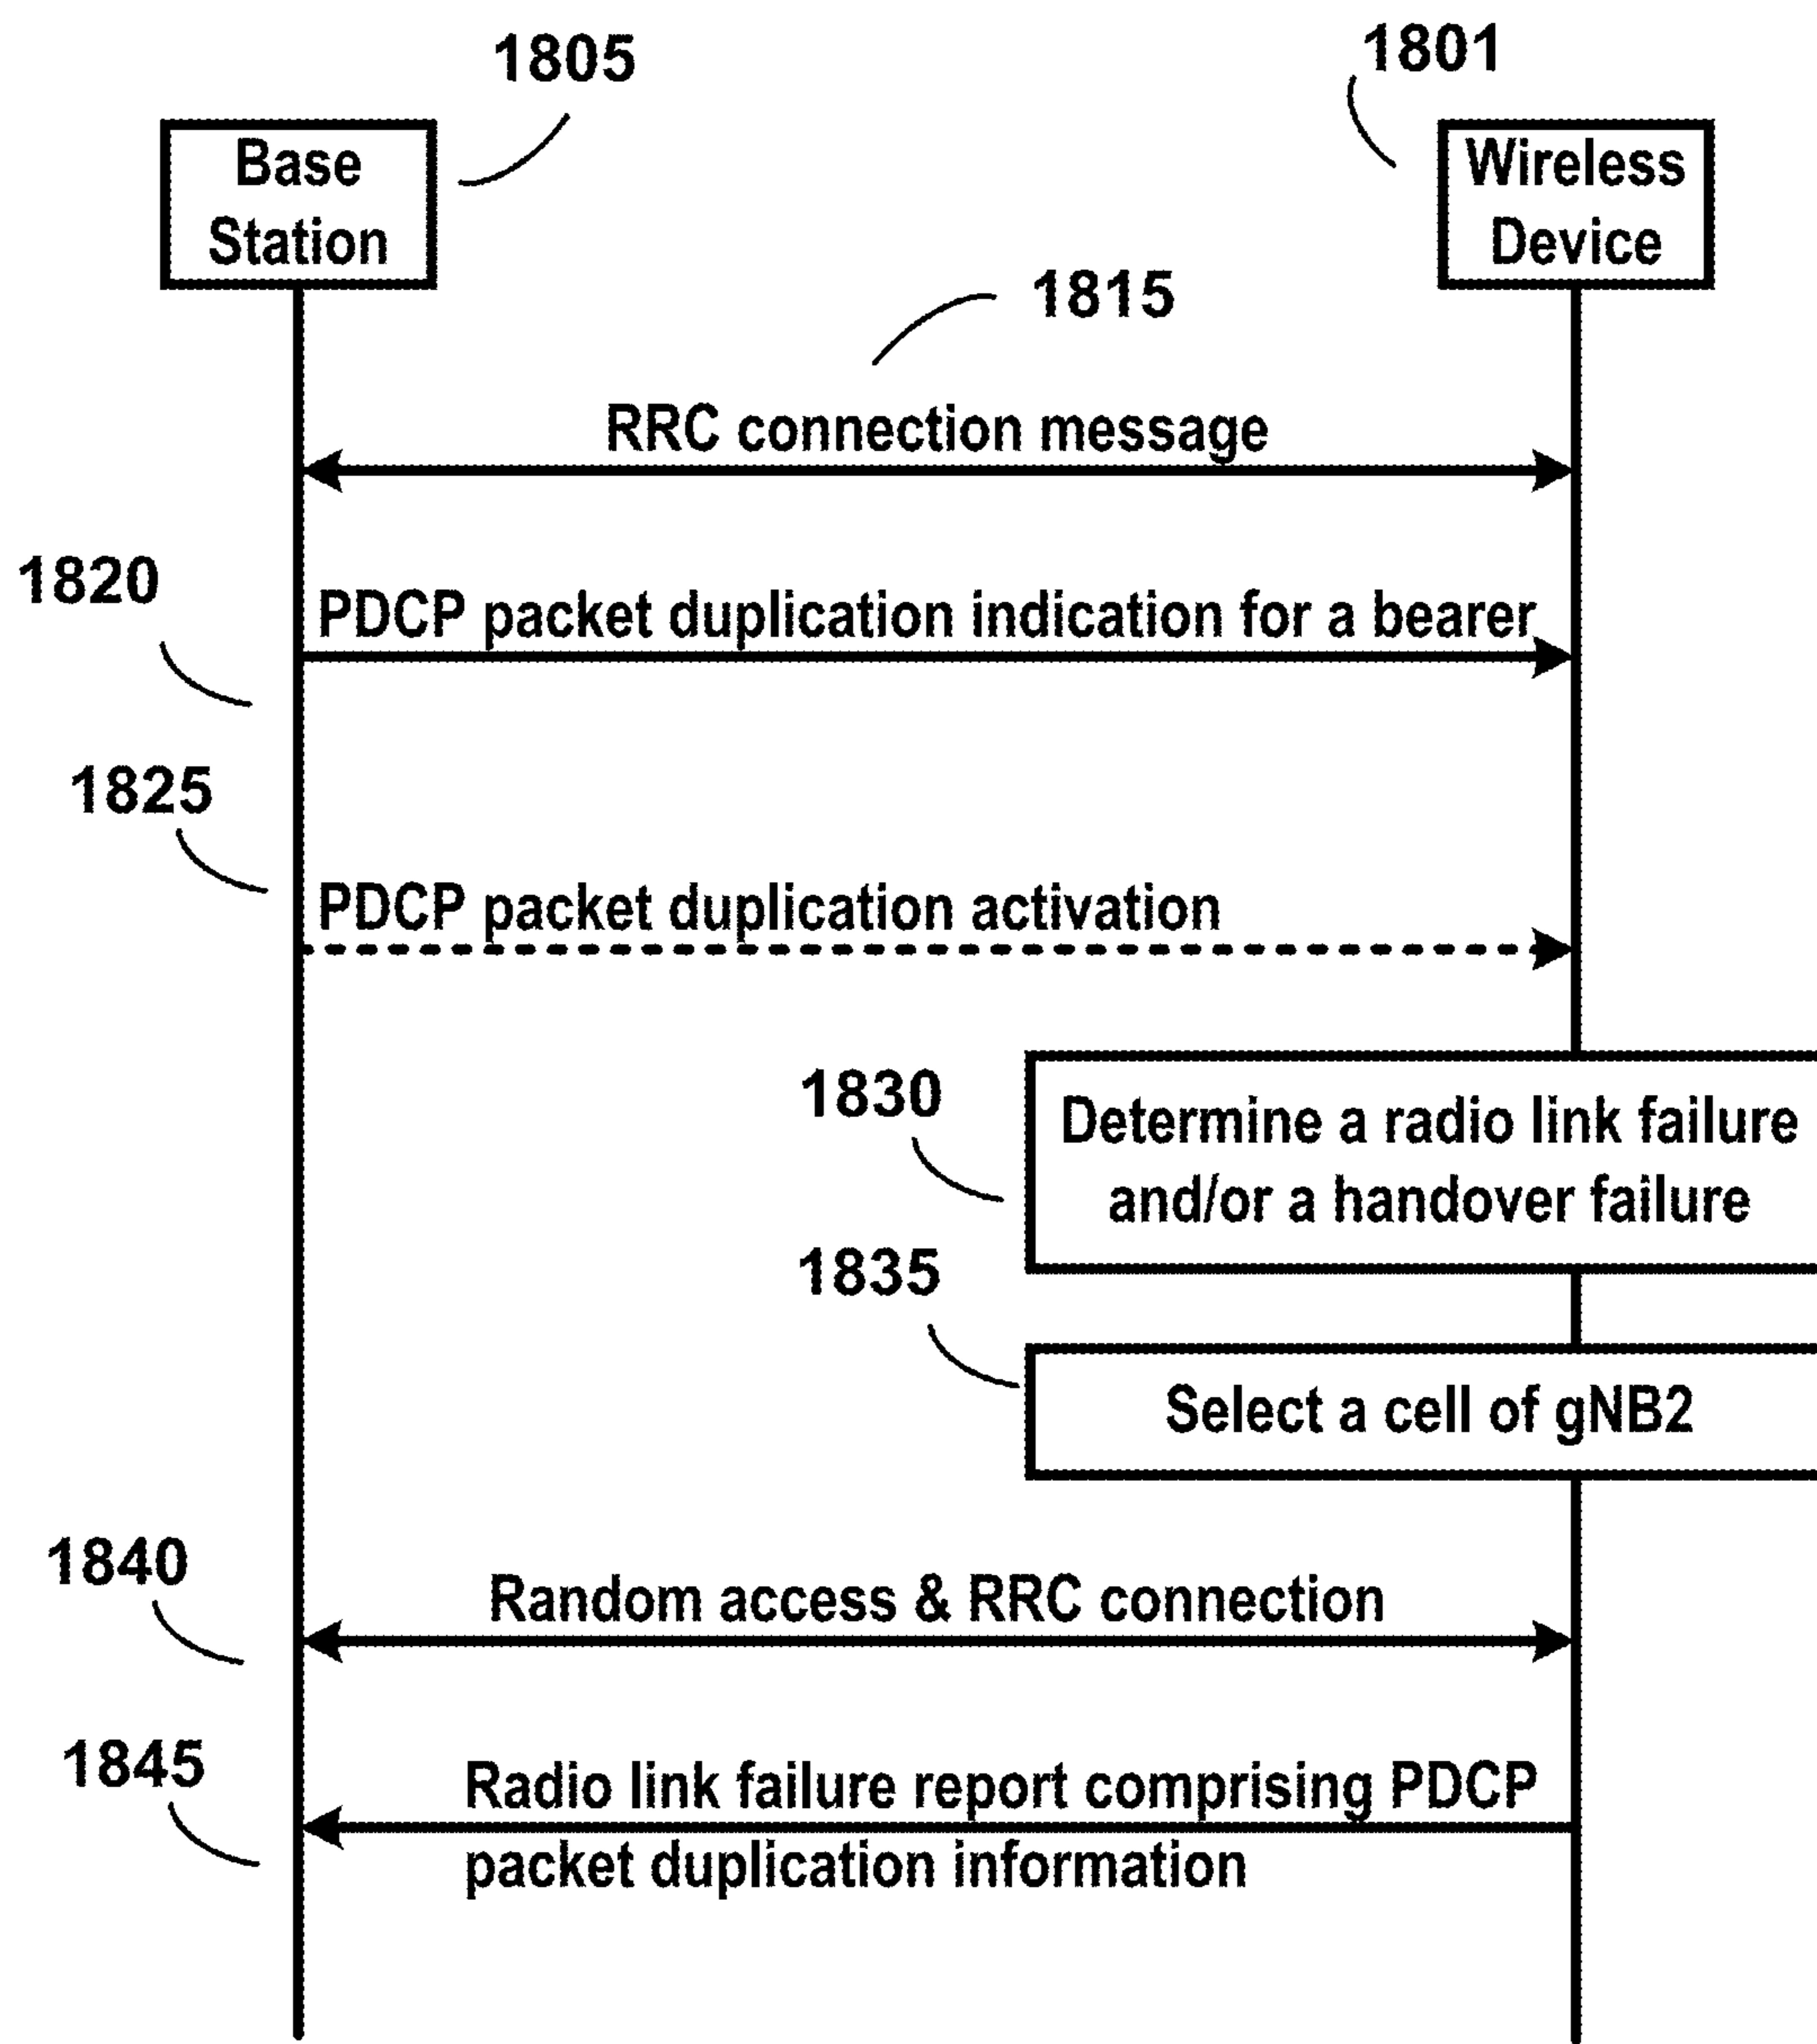 1805
1801
Base
Station
Wireless
Device
1815
RRC connection message
1820
PDCP packet duplication indication for a bearer
1825
PDCP packet duplication activation
1830
Determine a radio link failure
and/or a handover failure
1835
Select a cell of gNB2
1840
Random access & RRC connection
1845
Radio link failure report comprising PDCP
packet duplication information